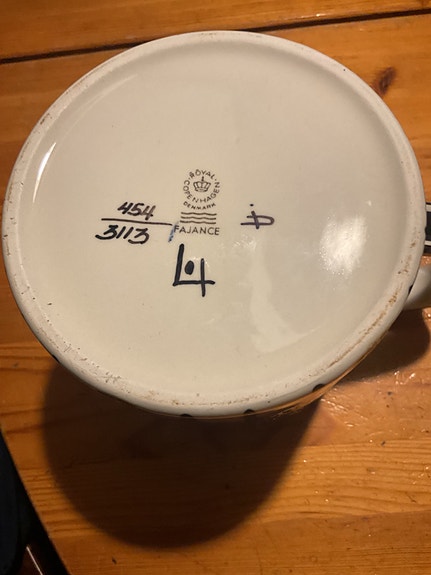 ROYAL COPENHAGEN
DENMARK
454
3113
FAJANCE